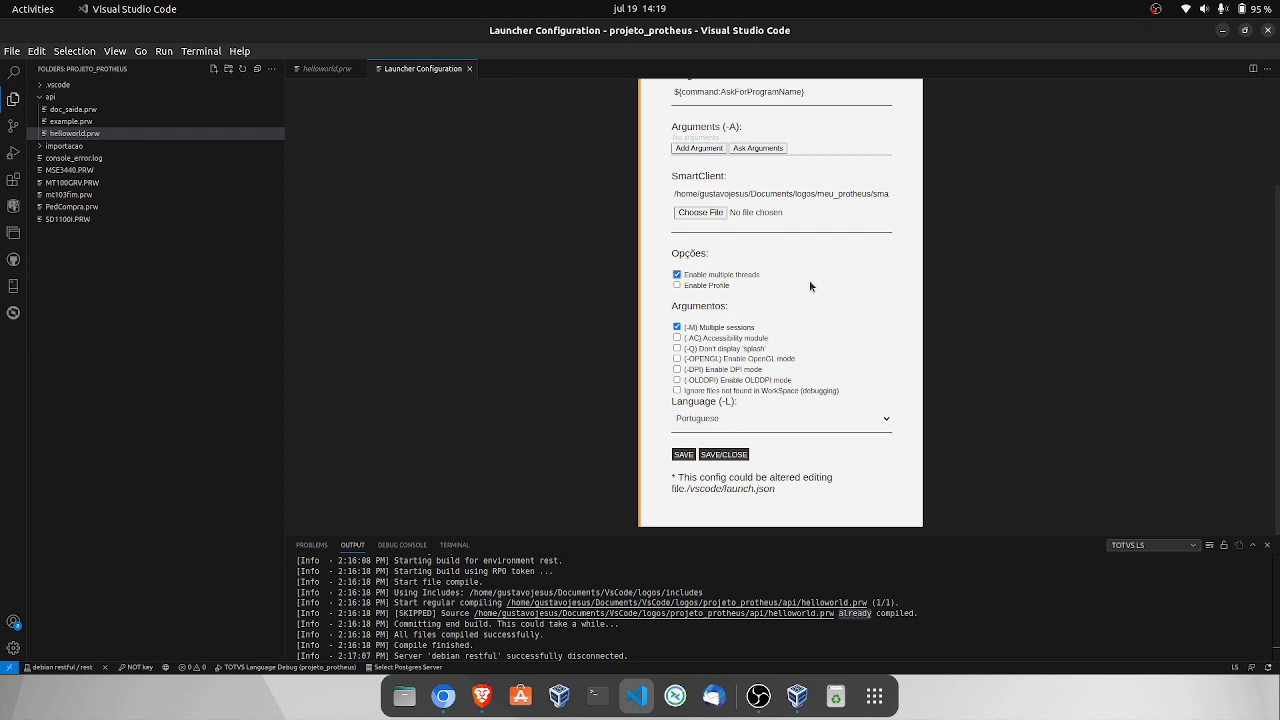 Activities
Visual Studio Code
jul 19 14:19
95 %
Launcher Configuration - projeto_protheus - Visual Studio Code
File Edit Selection View Go Run Terminal Help
FOLDERS: PROJETO_PROTHEUS
helloworld.prw
Launcher Configuration
.vscode
api
doc_saida.prw
example.prw
helloworld.prw
importacao
console_error.log
MSE3440.PRW
MT100GRV.PRW
mt103fim.prw
PedCompra.prw
SD1100I.PRW
${command:AskForProgramName}
Arguments (-A):
No arguments
Add Argument Ask Arguments
SmartClient:
/home/gustavojesus/Documents/logos/meu_protheus/sma
Choose File No file chosen
Opções:
Enable multiple threads
Enable Profile
Argumentos:
(-M) Multiple sessions
(-AC) Accessibility module
(-Q) Don't display 'splash'
(-OPENGL) Enable OpenGL mode
(-DPI) Enable DPI mode
(-OLDDPI) Enable OLDDPI mode
Ignore files not found in WorkSpace (debugging)
Language (-L):
Portuguese
SAVE SAVE/CLOSE
* This config could be altered editing
file./vscode/launch.json
PROBLEMS OUTPUT DEBUG CONSOLE TERMINAL
TOTVS LS
[Info - 2:16:08 PM] Starting build for environment rest.
[Info - 2:16:18 PM] Starting build using RPO token ...
[Info - 2:16:18 PM] Start file compile.
[Info - 2:16:18 PM] Using Includes: /home/gustavojesus/Documents/VsCode/logos/includes
[Info - 2:16:18 PM] Start regular compiling /home/gustavojesus/Documents/VsCode/logos/projeto_protheus/api/helloworld.prw (1/1).
[Info - 2:16:18 PM] [SKIPPED] Source /home/gustavojesus/Documents/VsCode/logos/projeto_protheus/api/helloworld.prw already compiled.
[Info - 2:16:18 PM] Committing end build. This could take a while...
[Info - 2:16:18 PM] All files compiled successfully.
[Info - 2:16:18 PM] Compile finished.
[Info - 2:17:07 PM] Server 'debian restful' successfully disconnected.
debian restful / rest
NOT key
0 0
TOTVS Language Debug (projeto_protheus)
Select Postgres Server
LS